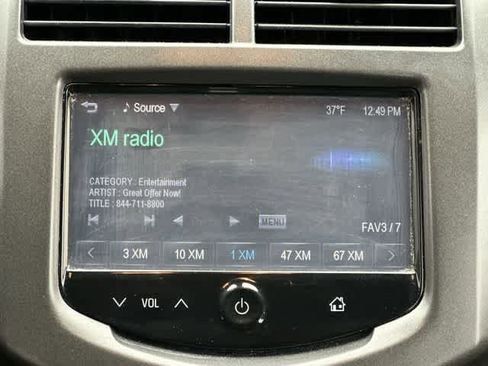 Source 37°F 12:49 PM
XM radio
CATEGORY : Entertainment
ARTIST : Great Offer Now!
TITLE : 844-711-8800
MENU
FAV3 / 7
3 XM 10 XM 1 XM 47 XM 67 XM
VOL